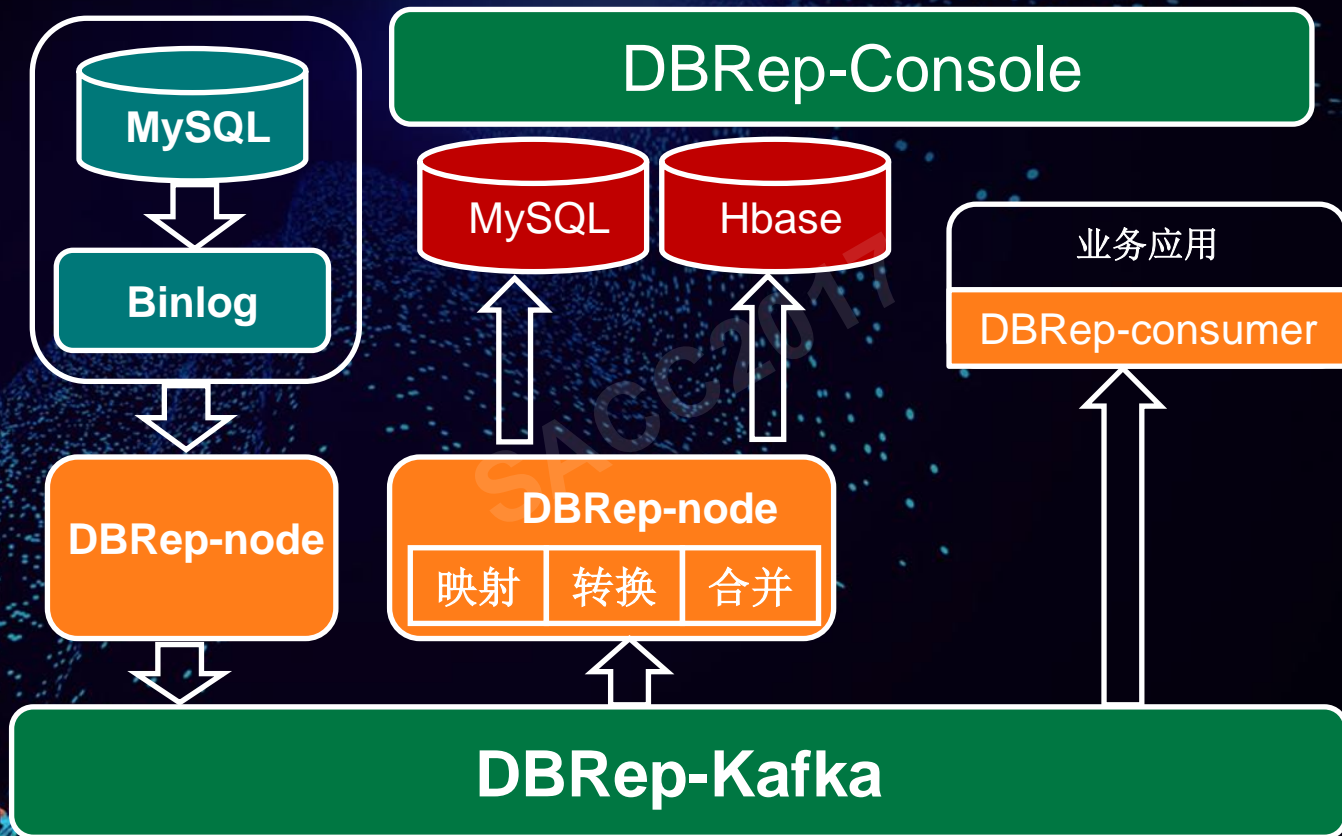 DBRep-Console
MySQL
Binlog
MySQL
Hbase
业务应用
DBRep-consumer
DBRep-node
DBRep-node
映射
转换
合并
DBRep-Kafka
SACC2017